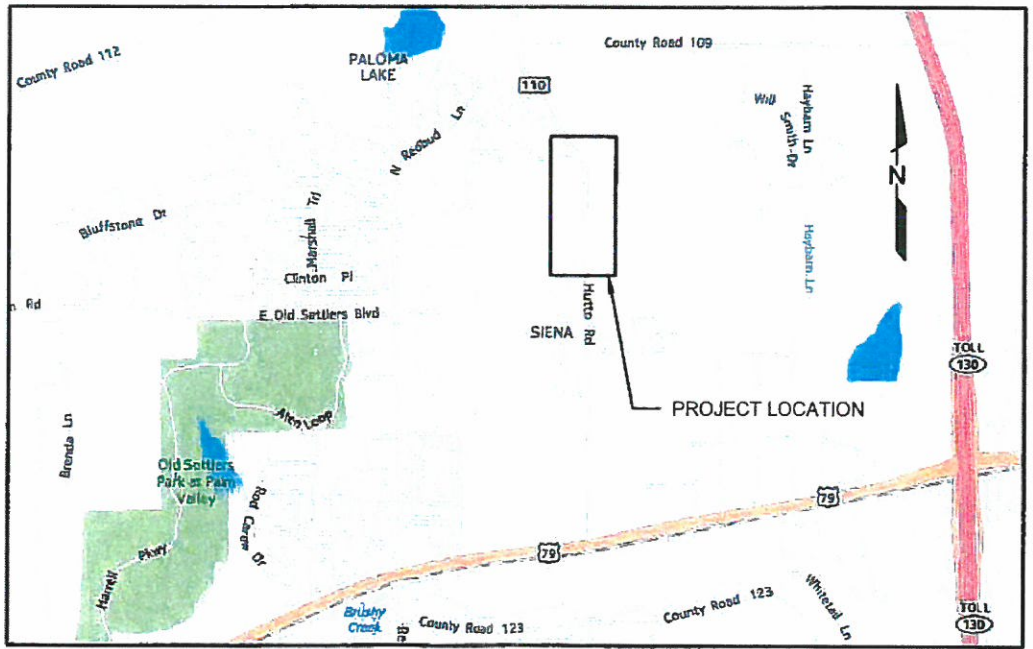 County Road 112
PALOMA
LAKE
County Road 109
110
N Redbud Ln
Will
Smith Dr
Haybarn Ln
N
Bluffstone Dr
Marshall Trl
Clinton Pl
Haybarn Ln
n Rd
E Old Settlers Blvd
SIENA
Hutto Rd
TOLL
130
PROJECT LOCATION
Aten Loop
Brenda Ln
Old Settlers
Park at Palm
Valley
Rod Carew Dr
79
79
Harrell Pkwy
Brushy
Creek
County Road 123
County Road 123
Whitetail Ln
TOLL
130